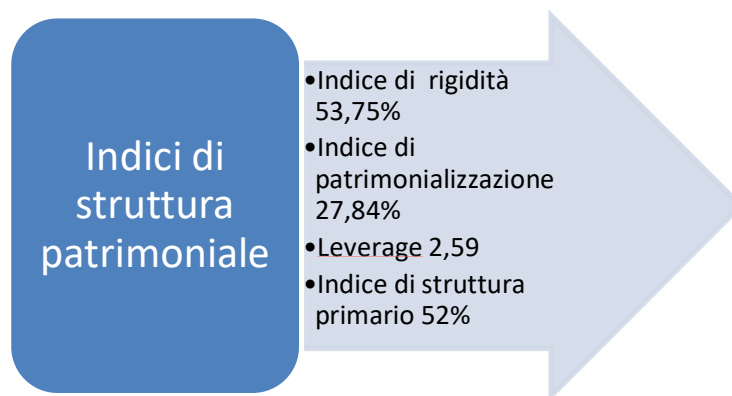 Indici di
struttura
patrimoniale
•Indice di  rigidità
53,75%
•Indice di
patrimonializzazione
27,84%
•Leverage 2,59
•Indice di struttura
primario 52%